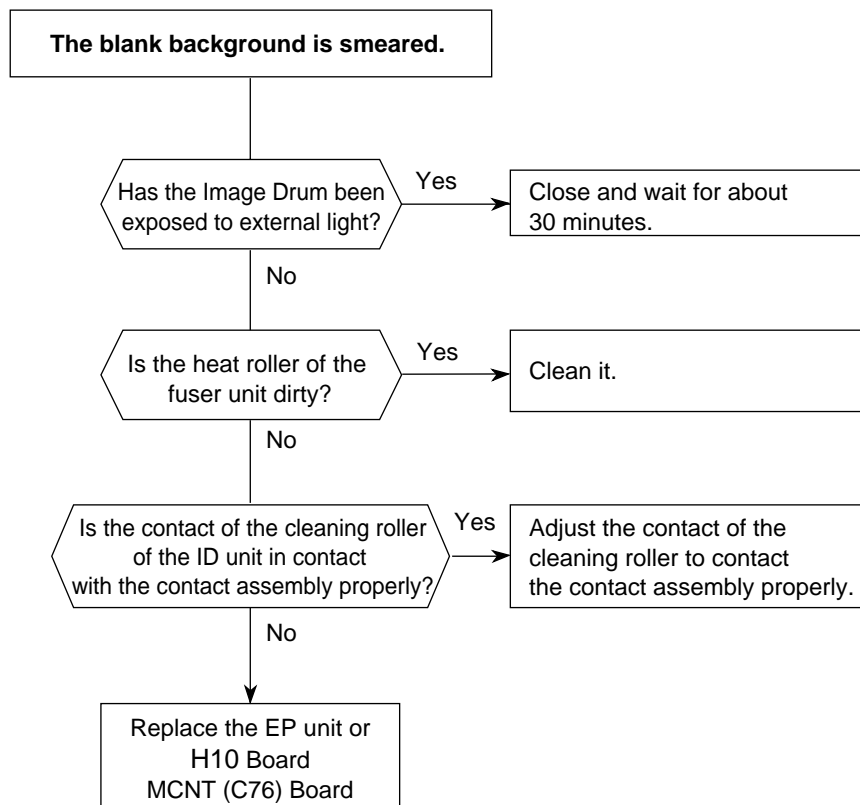 The blank background is smeared.
Has the Image Drum been
exposed to external light?
Yes
Close and wait for about
30 minutes.
No
Is the heat roller of the
fuser unit dirty?
Yes
Clean it.
No
Is the contact of the cleaning roller
of the ID unit in contact
with the contact assembly properly?
Yes
Adjust the contact of the
cleaning roller to contact
the contact assembly properly.
No
Replace the EP unit or
H10 Board
MCNT (C76) Board